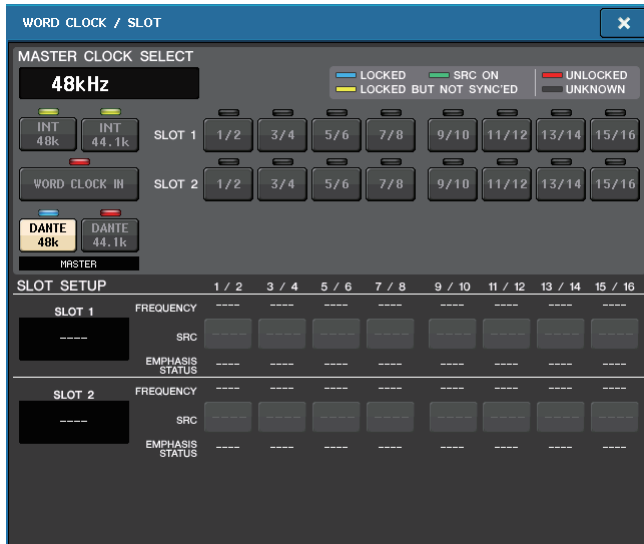 WORD CLOCK / SLOT ×
MASTER CLOCK SELECT
48kHz
LOCKED SRC ON UNLOCKED
LOCKED BUT NOT SYNC'ED UNKNOWN
INT 48k INT 44.1k SLOT 1 1/2 3/4 5/6 7/8 9/10 11/12 13/14 15/16
WORD CLOCK IN SLOT 2 1/2 3/4 5/6 7/8 9/10 11/12 13/14 15/16
DANTE 48k DANTE 44.1k
MASTER
SLOT SETUP 1 / 2 3 / 4 5 / 6 7 / 8 9 / 10 11 / 12 13 / 14 15 / 16
SLOT 1
---- 
FREQUENCY ---- ---- ---- ---- ---- ---- ---- ----
SRC ---- ---- ---- ---- ---- ---- ---- ----
EMPHASIS STATUS ---- ---- ---- ---- ---- ---- ---- ----
SLOT 2
----
FREQUENCY ---- ---- ---- ---- ---- ---- ---- ----
SRC ---- ---- ---- ---- ---- ---- ---- ----
EMPHASIS STATUS ---- ---- ---- ---- ---- ---- ---- ----